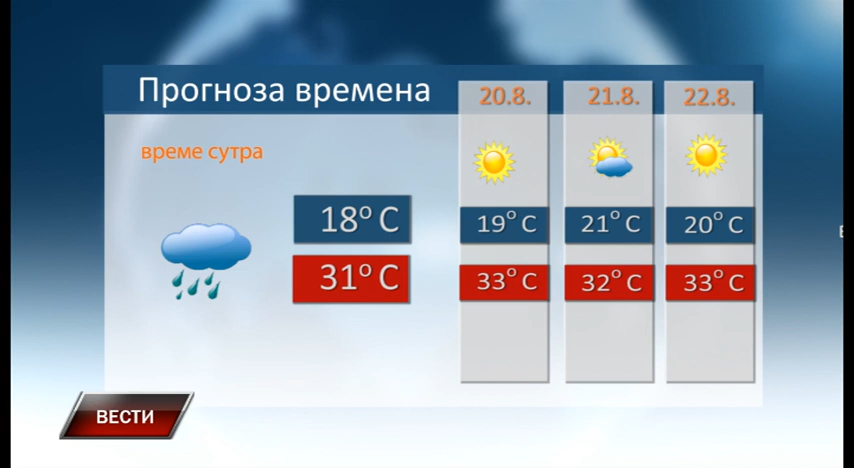 Прогноза времена
време сутра
18° C
31° C
20.8.
19° C
33° C
21.8.
21° C
32° C
22.8.
20° C
33° C
ВЕСТИ